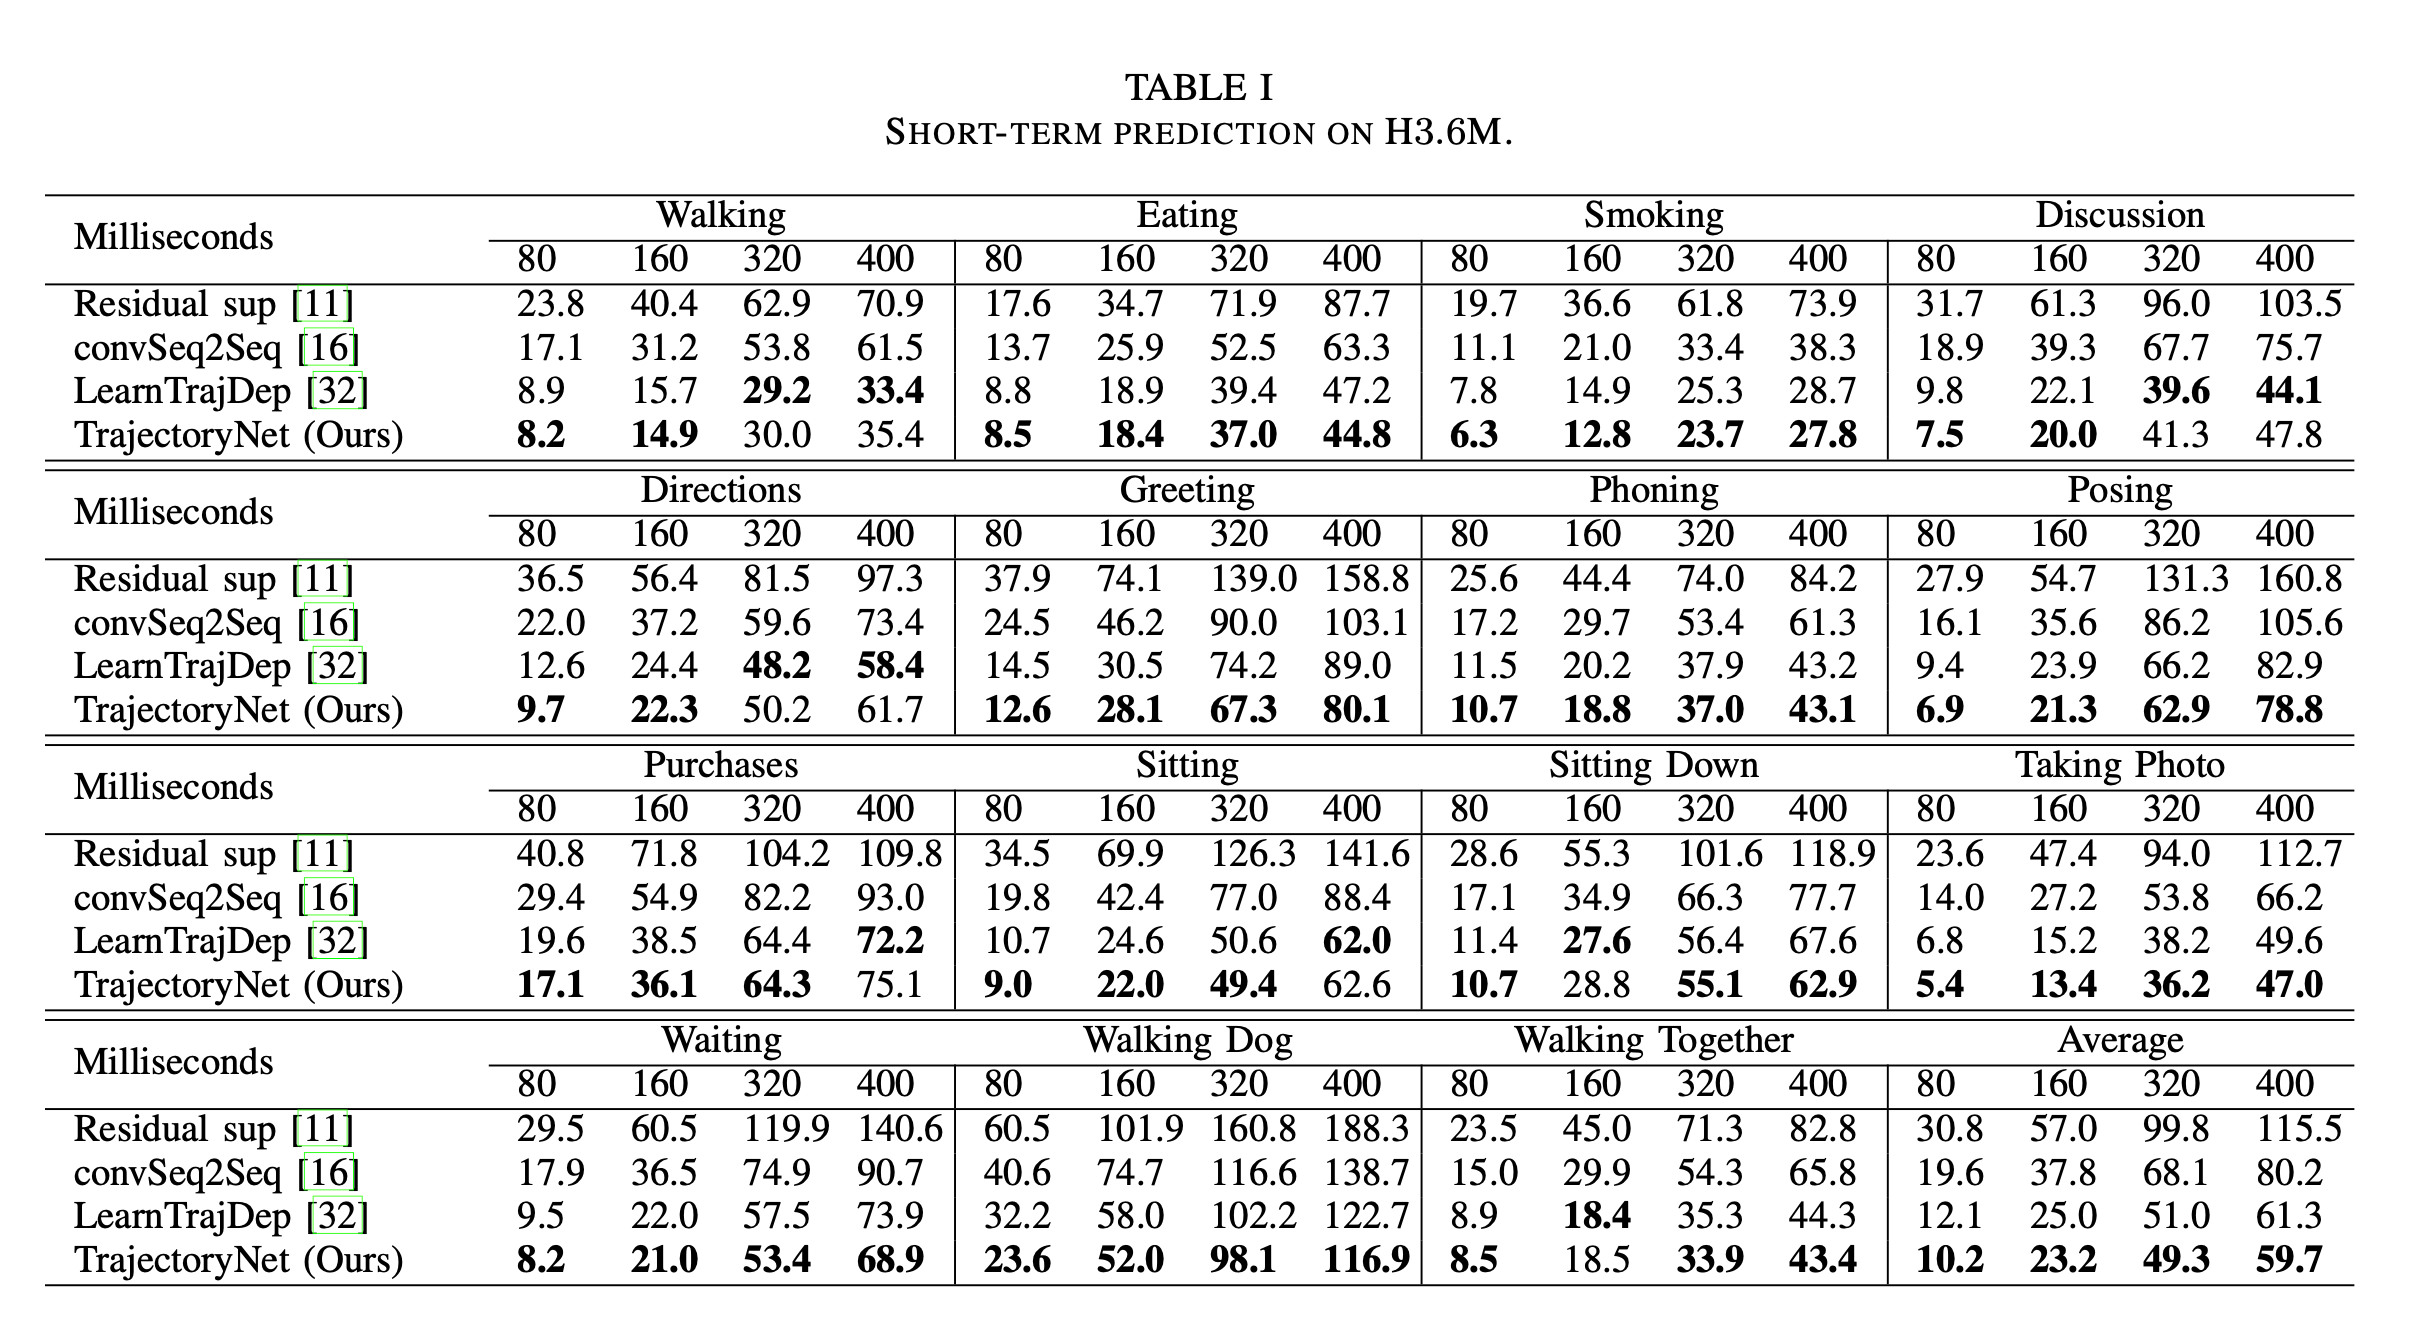 TABLE I
SHORT-TERM PREDICTION ON H3.6M.
Milliseconds Walking Eating Smoking Discussion
80 160 320 400 80 160 320 400 80 160 320 400 80 160 320 400
Residual sup [11] 23.8 40.4 62.9 70.9 17.6 34.7 71.9 87.7 19.7 36.6 61.8 73.9 31.7 61.3 96.0 103.5
convSeq2Seq [16] 17.1 31.2 53.8 61.5 13.7 25.9 52.5 63.3 11.1 21.0 33.4 38.3 18.9 39.3 67.7 75.7
LearnTrajDep [32] 8.9 15.7 29.2 33.4 8.8 18.9 39.4 47.2 7.8 14.9 25.3 28.7 9.8 22.1 39.6 44.1
TrajectoryNet (Ours) 8.2 14.9 30.0 35.4 8.5 18.4 37.0 44.8 6.3 12.8 23.7 27.8 7.5 20.0 41.3 47.8
Milliseconds Directions Greeting Phoning Posing
80 160 320 400 80 160 320 400 80 160 320 400 80 160 320 400
Residual sup [11] 36.5 56.4 81.5 97.3 37.9 74.1 139.0 158.8 25.6 44.4 74.0 84.2 27.9 54.7 131.3 160.8
convSeq2Seq [16] 22.0 37.2 59.6 73.4 24.5 46.2 90.0 103.1 17.2 29.7 53.4 61.3 16.1 35.6 86.2 105.6
LearnTrajDep [32] 12.6 24.4 48.2 58.4 14.5 30.5 74.2 89.0 11.5 20.2 37.9 43.2 9.4 23.9 66.2 82.9
TrajectoryNet (Ours) 9.7 22.3 50.2 61.7 12.6 28.1 67.3 80.1 10.7 18.8 37.0 43.1 6.9 21.3 62.9 78.8
Milliseconds Purchases Sitting Sitting Down Taking Photo
80 160 320 400 80 160 320 400 80 160 320 400 80 160 320 400
Residual sup [11] 40.8 71.8 104.2 109.8 34.5 69.9 126.3 141.6 28.6 55.3 101.6 118.9 23.6 47.4 94.0 112.7
convSeq2Seq [16] 29.4 54.9 82.2 93.0 19.8 42.4 77.0 88.4 17.1 34.9 66.3 77.7 14.0 27.2 53.8 66.2
LearnTrajDep [32] 19.6 38.5 64.4 72.2 10.7 24.6 50.6 62.0 11.4 27.6 56.4 67.6 6.8 15.2 38.2 49.6
TrajectoryNet (Ours) 17.1 36.1 64.3 75.1 9.0 22.0 49.4 62.6 10.7 28.8 55.1 62.9 5.4 13.4 36.2 47.0
Milliseconds Waiting Walking Dog Walking Together Average
80 160 320 400 80 160 320 400 80 160 320 400 80 160 320 400
Residual sup [11] 29.5 60.5 119.9 140.6 60.5 101.9 160.8 188.3 23.5 45.0 71.3 82.8 30.8 57.0 99.8 115.5
convSeq2Seq [16] 17.9 36.5 74.9 90.7 40.6 74.7 116.6 138.7 15.0 29.9 54.3 65.8 19.6 37.8 68.1 80.2
LearnTrajDep [32] 9.5 22.0 57.5 73.9 32.2 58.0 102.2 122.7 8.9 18.4 35.3 44.3 12.1 25.0 51.0 61.3
TrajectoryNet (Ours) 8.2 21.0 53.4 68.9 23.6 52.0 98.1 116.9 8.5 18.5 33.9 43.4 10.2 23.2 49.3 59.7